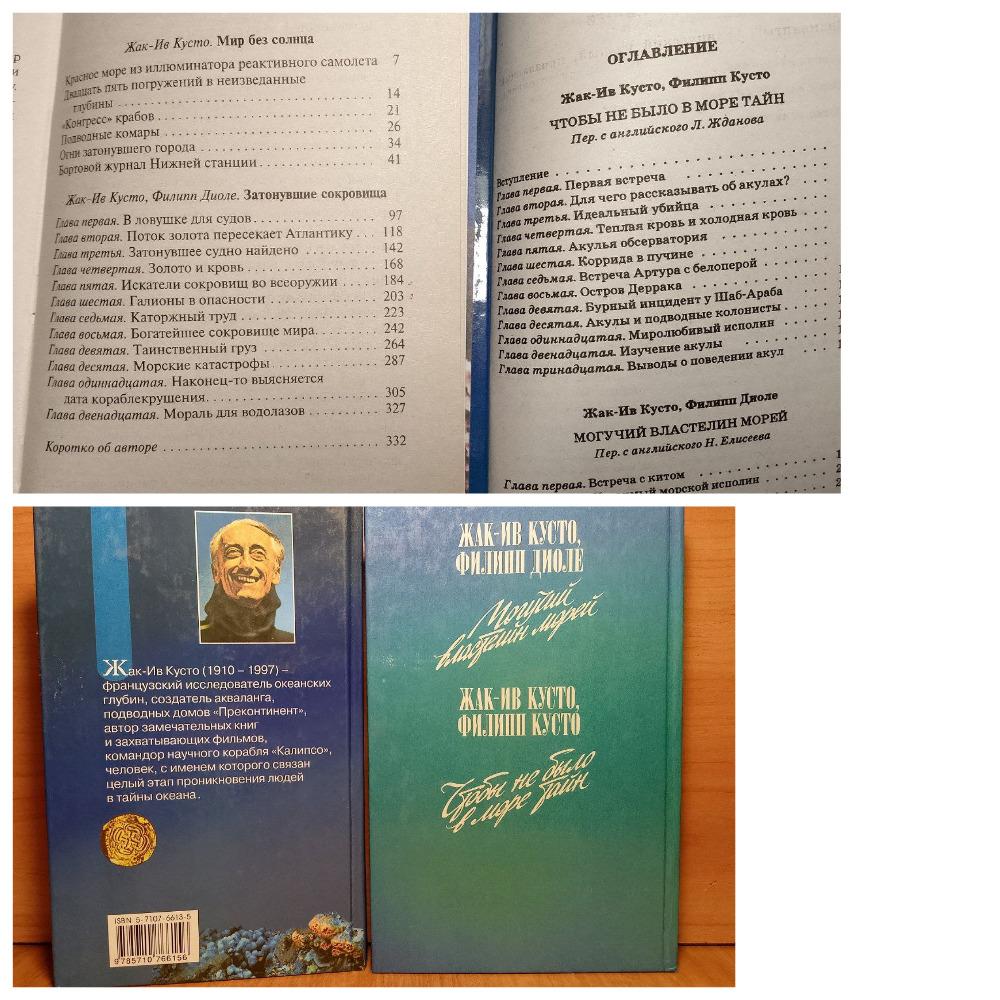 Жак-Ив Кусто. Мир без солнца
Красное море из иллюминатора реактивного самолета 7
Двадцать пять погружений в неизведанные
глубины . . . 14
«Конгресс» крабов . . . 21
Подводные комары . . . 26
Огни затонувшего города . . . 34
Бортовой журнал Нижней станции . . . 41
Жак-Ив Кусто, Филипп Диоле. Затонувшие сокровища
Глава первая. В ловушке для судов . . . 97
Глава вторая. Поток золота пересекает Атлантику . . . 118
Глава третья. Затонувшее судно найдено . . . 142
Глава четвертая. Золото и кровь . . . 168
Глава пятая. Искатели сокровищ во всеоружии . . . 184
Глава шестая. Галионы в опасности . . . 203
Глава седьмая. Каторжный труд . . . 223
Глава восьмая. Богатейшее сокровище мира . . . 242
Глава девятая. Таинственный груз . . . 264
Глава десятая. Морские катастрофы . . . 287
Глава одиннадцатая. Наконец-то выясняется
дата кораблекрушения . . . 305
Глава двенадцатая. Мораль для водолазов . . . 327
Коротко об авторе . . . 332
ОГЛАВЛЕНИЕ
Жак-Ив Кусто, Филипп Кусто
ЧТОБЫ НЕ БЫЛО В МОРЕ ТАЙН
Пер. с английского Л. Жданова
Вступление . . .
Глава первая. Первая встреча . . .
Глава вторая. Для чего рассказывать об акулах? . . .
Глава третья. Идеальный убийца . . .
Глава четвертая. Теплая кровь и холодная кровь . . .
Глава пятая. Акулья обсерватория . . .
Глава шестая. Коррида в пучине . . .
Глава седьмая. Встреча Артура с белоперой . . .
Глава восьмая. Остров Деррака . . .
Глава девятая. Бурный инцидент у Шаб-Араба . . .
Глава десятая. Акулы и подводные колонисты . . .
Глава одиннадцатая. Миролюбивый исполин . . .
Глава двенадцатая. Изучение акулы . . .
Глава тринадцатая. Выводы о поведении акул . . .
Жак-Ив Кусто, Филипп Диоле
МОГУЧИЙ ВЛАСТЕЛИН МОРЕЙ
Пер. с английского Н. Елисеева
Глава первая. Встреча с китом . . .
морской исполин . . .
Жак-Ив Кусто (1910 – 1997) –
французский исследователь океанских
глубин, создатель акваланга,
подводных домов «Преконтинент»,
автор замечательных книг
и захватывающих фильмов,
командор научного корабля «Калипсо»,
человек, с именем которого связан
целый этап проникновения людей
в тайны океана.
ISBN 5-7107-6613-5
9785710766156
ЖАК-ИВ КУСТО,
ФИЛИПП ДИОЛЕ
Могучий
властелин морей
ЖАК-ИВ КУСТО,
ФИЛИПП КУСТО
Чтобы не было
в море тайн